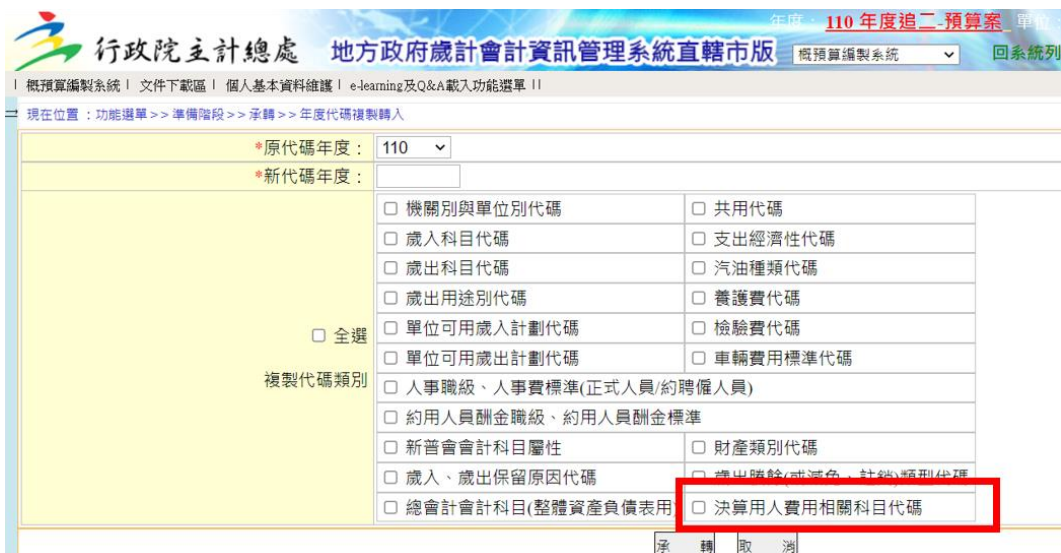 年度： 110 年度追二-預算案 單位
行政院主計總處 地方政府歲計會計資訊管理系統直轄市版 概預算編製系統 回系統列
| 概預算編製系統 | 文件下載區 | 個人基本資料維護 | e-learning及Q&A載入功能選單 ||
現在位置 ：功能選單>>準備階段>>承轉>>年度代碼複製轉入
*原代碼年度： 110
*新代碼年度：
機關別與單位別代碼 共用代碼
歲入科目代碼 支出經濟性代碼
歲出科目代碼 汽油種類代碼
歲出用途別代碼 養護費代碼
全選
單位可用歲入計劃代碼 檢驗費代碼
單位可用歲出計劃代碼 車輛費用標準代碼
複製代碼類別
人事職級、人事費標準(正式人員/約聘僱人員)
約用人員酬金職級、約用人員酬金標準
新普會會計科目屬性 財產類別代碼
歲入、歲出保留原因代碼 歲出賸餘(或減免，註銷)類型代碼
總會計會計科目(整體資產負債表用) 決算用人費用相關科目代碼
承 轉 取 消